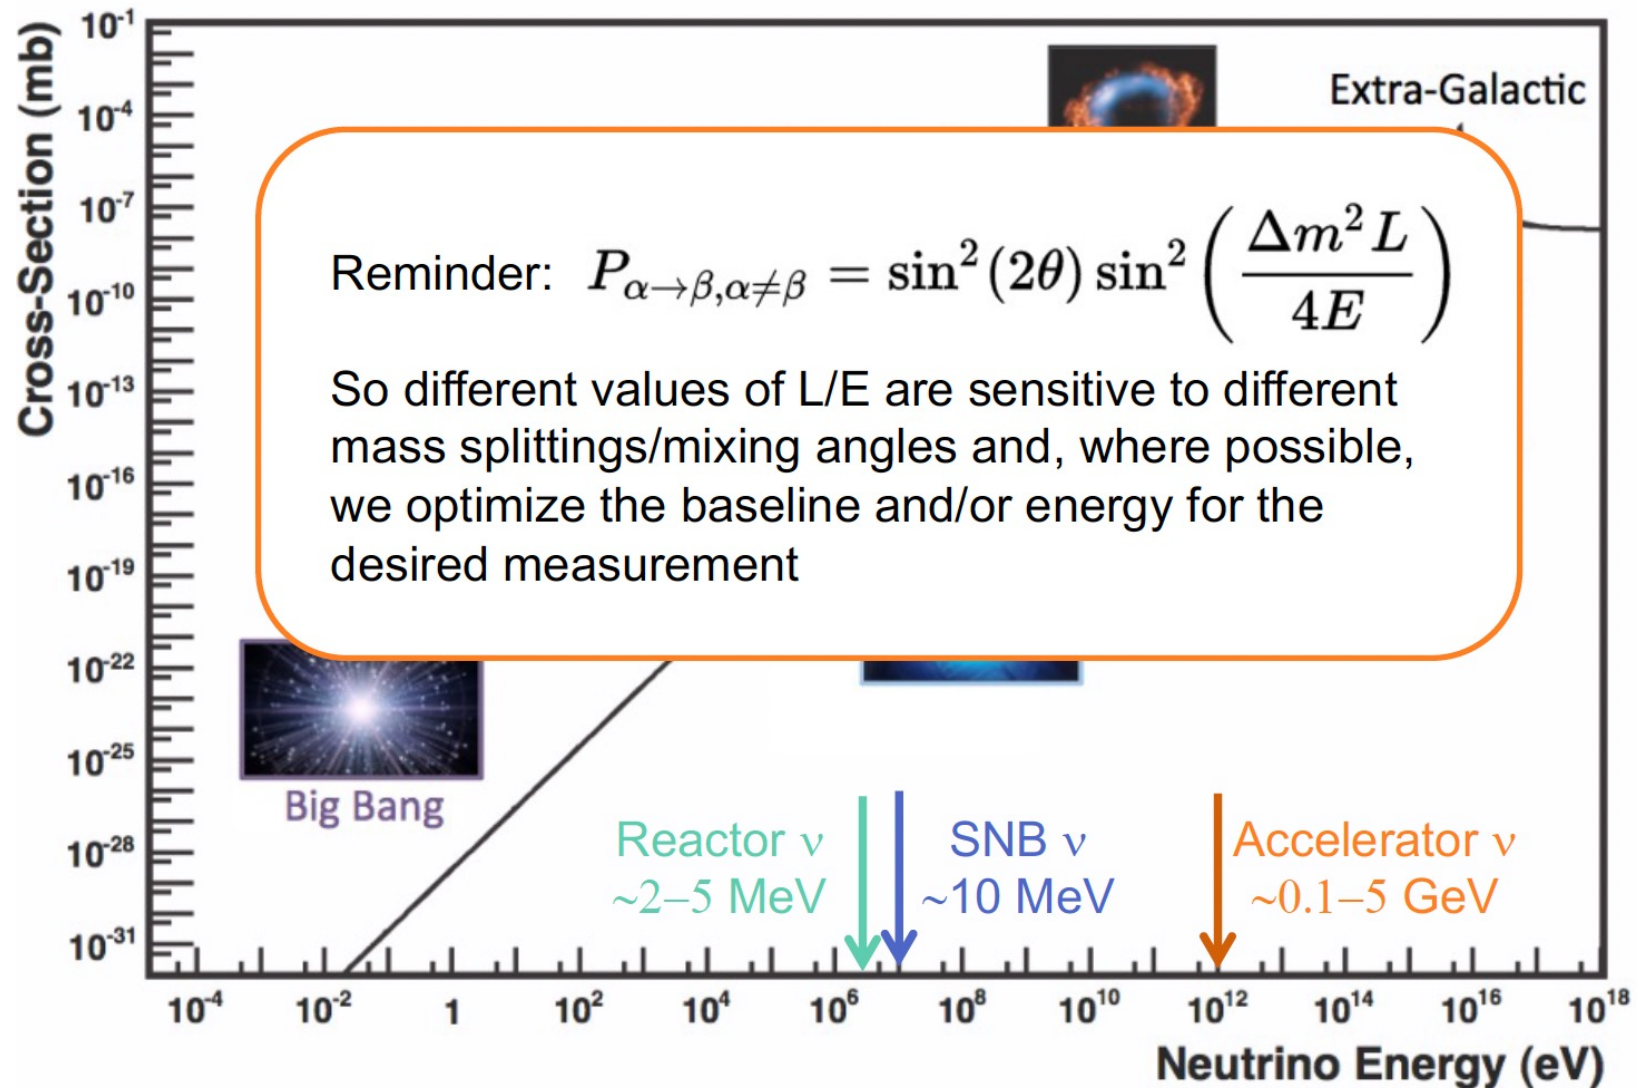 Cross-Section (mb)
10⁻¹
10⁻⁴
10⁻⁷
10⁻¹⁰
10⁻¹³
10⁻¹⁶
10⁻¹⁹
10⁻²²
10⁻²⁵
10⁻²⁸
10⁻³¹
Extra-Galactic
Reminder: P_{α→β,α≠β} = sin²(2θ) sin²(Δm² L / 4E)
So different values of L/E are sensitive to different
mass splittings/mixing angles and, where possible,
we optimize the baseline and/or energy for the
desired measurement
Big Bang
Reactor ν
~2–5 MeV
SNB ν
~10 MeV
Accelerator ν
~0.1–5 GeV
10⁻⁴ 10⁻² 1 10² 10⁴ 10⁶ 10⁸ 10¹⁰ 10¹² 10¹⁴ 10¹⁶ 10¹⁸
Neutrino Energy (eV)